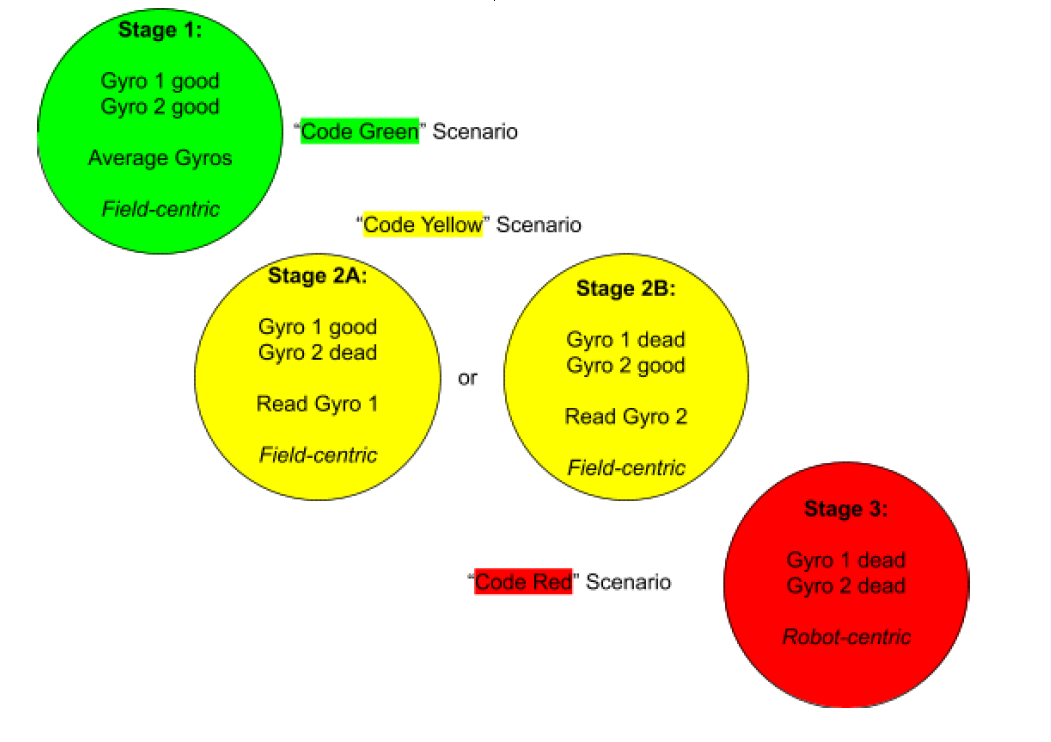 Stage 1:
Gyro 1 good
Gyro 2 good
Average Gyros
Field-centric
“Code Green” Scenario
“Code Yellow” Scenario
Stage 2A:
Gyro 1 good
Gyro 2 dead
Read Gyro 1
Field-centric
or
Stage 2B:
Gyro 1 dead
Gyro 2 good
Read Gyro 2
Field-centric
“Code Red” Scenario
Stage 3:
Gyro 1 dead
Gyro 2 dead
Robot-centric